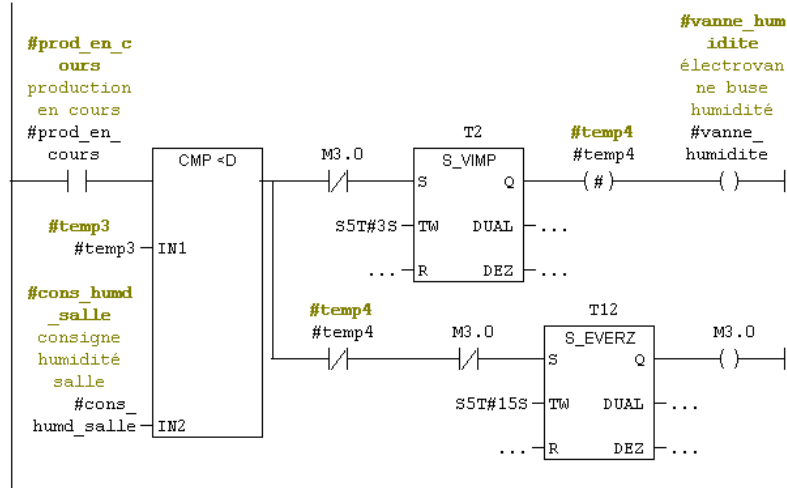 #vanne_hum
idite
électrovan
ne buse
humidité
#vanne_
humidite
#prod_en_c
ours
production
en cours
#prod_en_
cours
CMP <D
M3.0
T2
S_VIMP
#temp4
#temp4
S
Q
( # )
( )
#temp3
#temp3
IN1
S5T#3S
TW
DUAL
...
...
R
DEZ
...
#cons_humd
_salle
consigne
humidité
salle
#cons_
humd_salle
IN2
#temp4
#temp4
M3.0
T12
S_EVERZ
M3.0
S
Q
( )
S5T#15S
TW
DUAL
...
...
R
DEZ
...